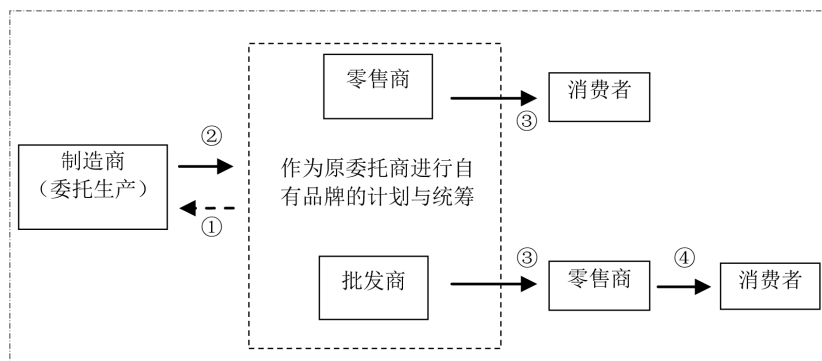 零售商
消费者
③
②
制造商
（委托生产）
作为原委托商进行自
有品牌的计划与统筹
①
批发商
③
零售商
④
消费者